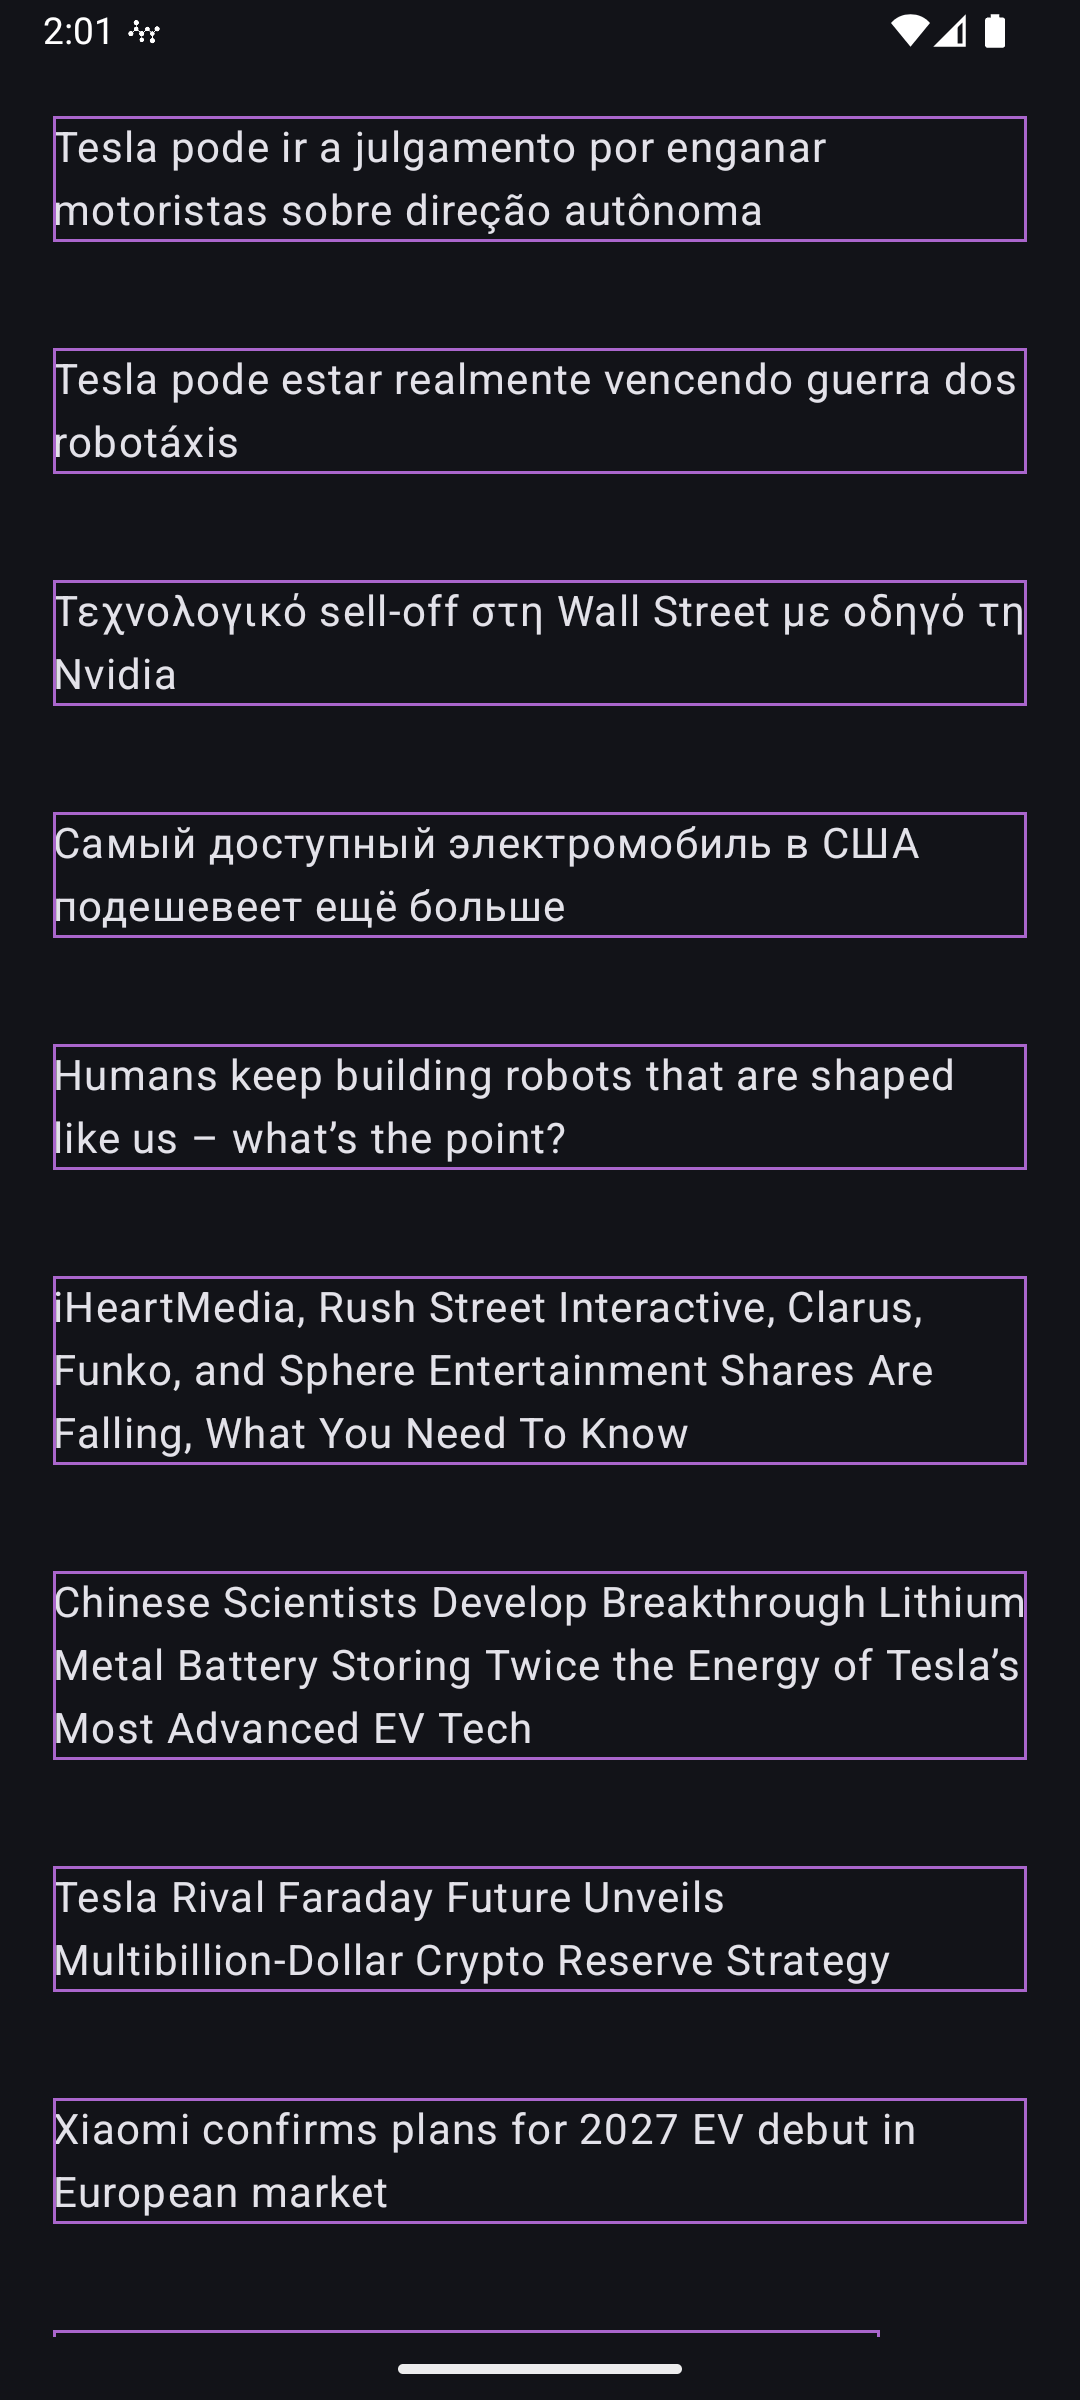 2:01
Tesla pode ir a julgamento por enganar
motoristas sobre direção autônoma
Tesla pode estar realmente vencendo guerra dos
robotáxis
Τεχνολογικό sell-off στη Wall Street με οδηγό τη
Nvidia
Самый доступный электромобиль в США
подешевеет ещё больше
Humans keep building robots that are shaped
like us – what’s the point?
iHeartMedia, Rush Street Interactive, Clarus,
Funko, and Sphere Entertainment Shares Are
Falling, What You Need To Know
Chinese Scientists Develop Breakthrough Lithium
Metal Battery Storing Twice the Energy of Tesla’s
Most Advanced EV Tech
Tesla Rival Faraday Future Unveils
Multibillion-Dollar Crypto Reserve Strategy
Xiaomi confirms plans for 2027 EV debut in
European market